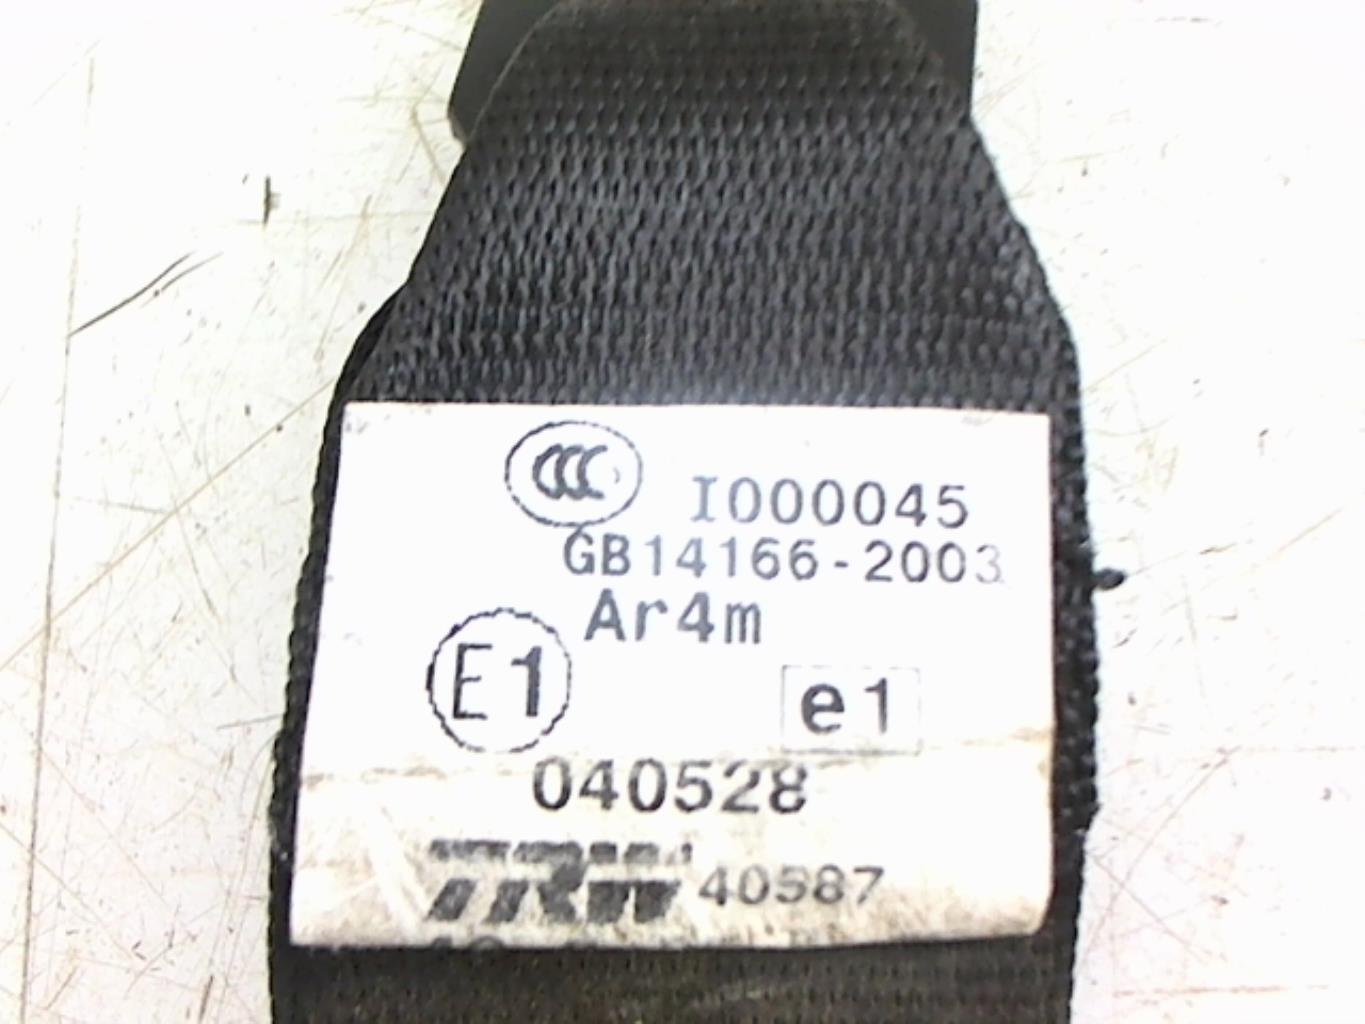 CCC I000045
GB14166-2003
Ar4m
E1 e1
040528
TRW 40587